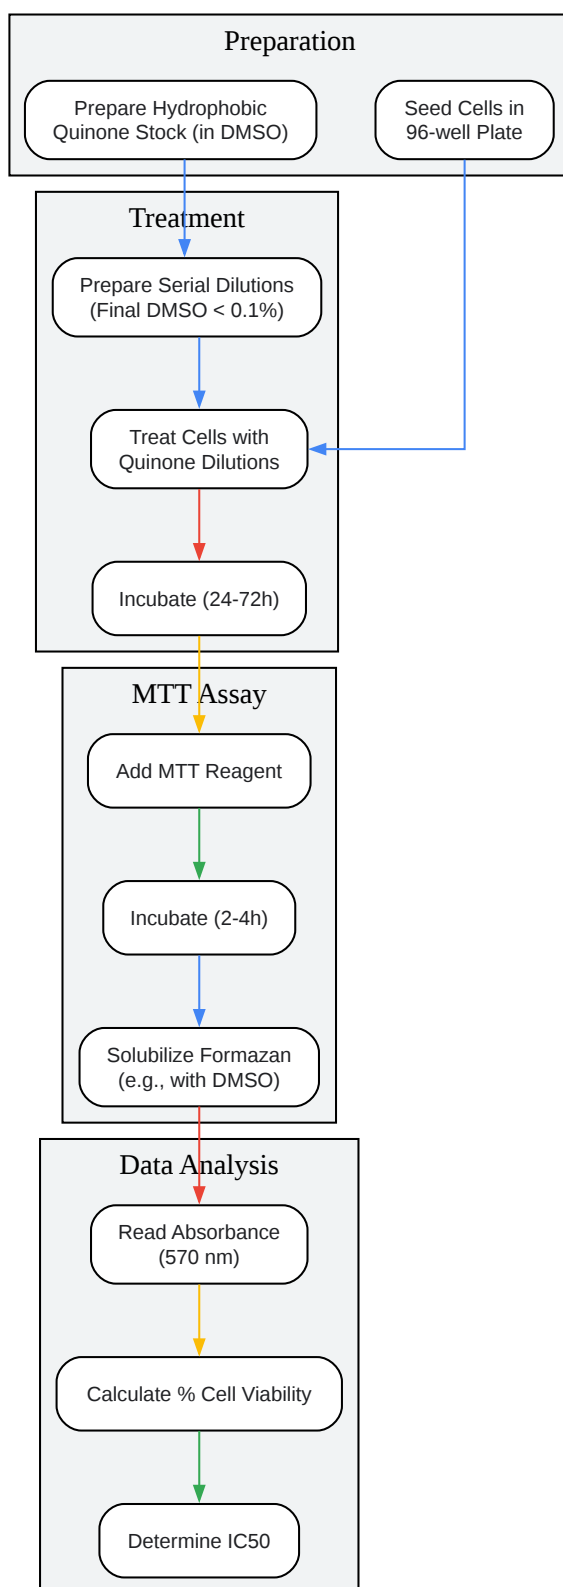 Preparation
Prepare Hydrophobic
Quinone Stock (in DMSO)
Seed Cells in
96-well Plate
Treatment
Prepare Serial Dilutions
(Final DMSO < 0.1%)
Treat Cells with
Quinone Dilutions
Incubate (24-72h)
MTT Assay
Add MTT Reagent
Incubate (2-4h)
Solubilize Formazan
(e.g., with DMSO)
Data Analysis
Read Absorbance
(570 nm)
Calculate % Cell Viability
Determine IC50